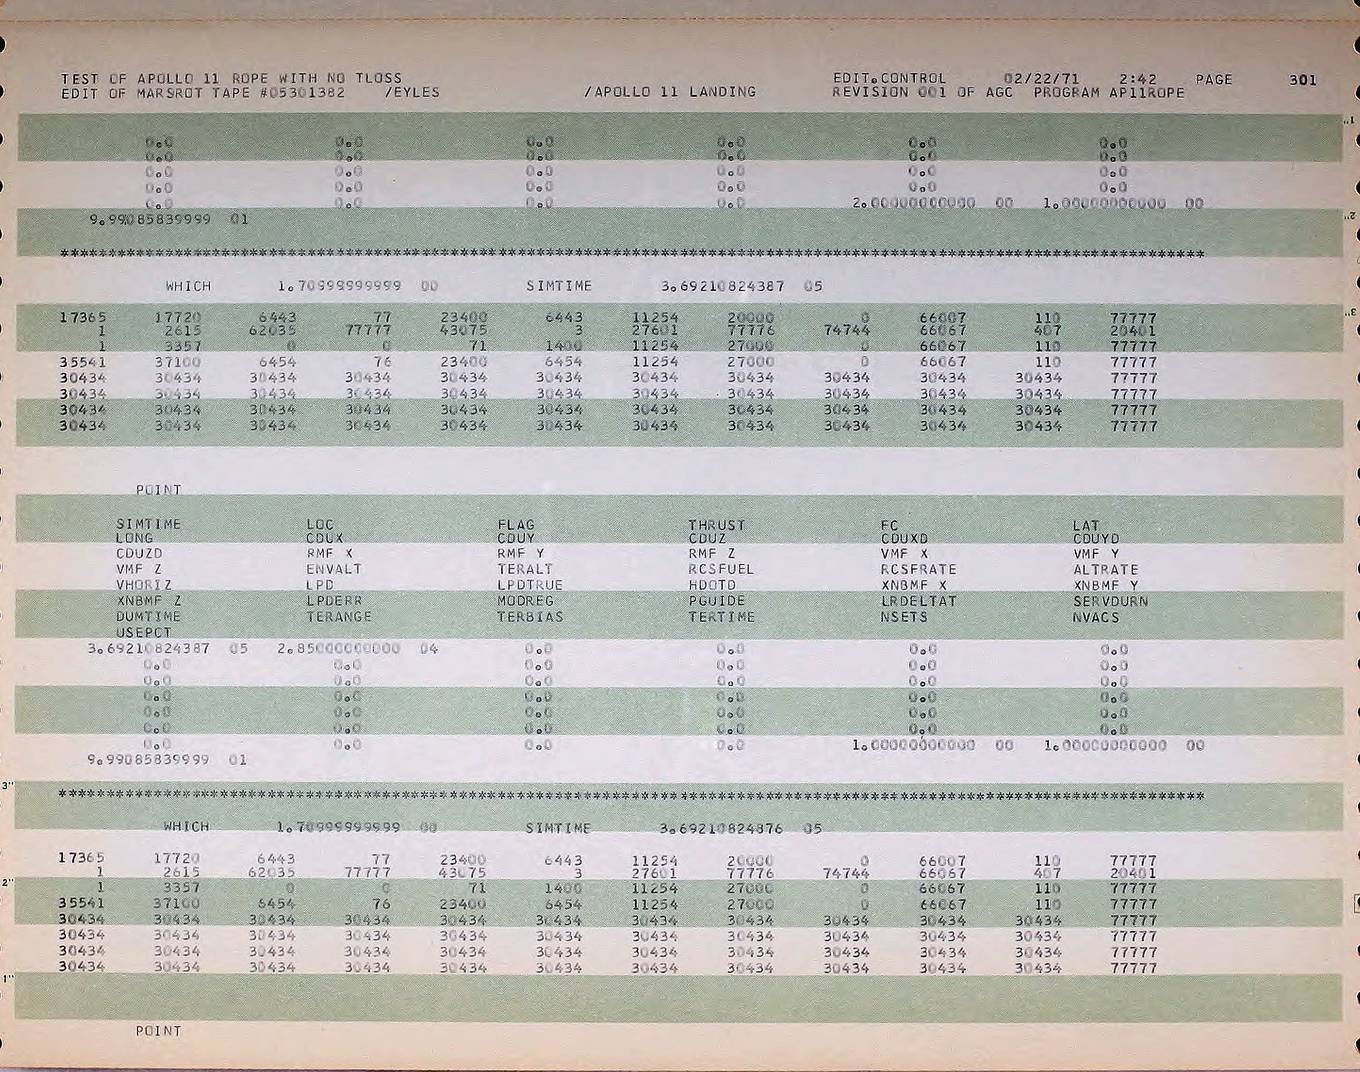 TEST OF APOLLO 11 ROPE WITH NO TLOSS EDIT.CONTROL 02/22/71 2:42 PAGE 301
EDIT OF MARSROT TAPE #05301382 /EYLES /APOLLO 11 LANDING REVISION 001 OF AGC PROGRAM AP11ROPE
0.0 0.0 0.0 0.0 0.0 0.0
0.0 0.0 0.0 0.0 0.0 0.0
0.0 0.0 0.0 0.0 0.0 0.0
0.0 0.0 0.0 0.0 0.0 0.0
0.0 0.0 0.0 0.0 2.00000000000 00 1.00000000000 00
9.99085839999 01
WHICH 1.70999999999 00 SIMTIME 3.69210824387 05
17365 17720 6443 77 23400 6443 11254 20000 0 66007 110 77777
1 2615 62035 77777 43075 3 27601 77776 74744 66067 407 20401
1 3357 0 0 71 1400 11254 27000 0 66067 110 77777
35541 37100 6454 76 23400 6454 11254 27000 0 66067 110 77777
30434 30434 30434 30434 30434 30434 30434 30434 30434 30434 30434 77777
30434 30434 30434 30434 30434 30434 30434 30434 30434 30434 30434 77777
30434 30434 30434 30434 30434 30434 30434 30434 30434 30434 30434 77777
30434 30434 30434 30434 30434 30434 30434 30434 30434 30434 30434 77777
POINT
SIMTIME LOC FLAG THRUST FC LAT
LONG CDUX CDUY CDUZ CDUXD CDUYD
CDUZD RMF X RMF Y RMF Z VMF X VMF Y
VMF Z ENVALT TERALT RCSFUEL RCSFRATE ALTRATE
VHORIZ LPD LPDTRUE HDOTD XNBMF X XNBMF Y
XNBMF Z LPDERR MODREG PGUIDE LRDELTAT SERVDURN
DUMTIME TERANGE TERBIAS TERTIME NSETS NVACS
USEPCT
3.69210824387 05 2.85000000000 04 0.0 0.0 0.0 0.0
0.0 0.0 0.0 0.0 0.0 0.0
0.0 0.0 0.0 0.0 0.0 0.0
0.0 0.0 0.0 0.0 0.0 0.0
0.0 0.0 0.0 0.0 0.0 0.0
0.0 0.0 0.0 0.0 0.0 0.0
0.0 0.0 0.0 0.0 1.00000000000 00 1.00000000000 00
9.99085839999 01
WHICH 1.70999999999 00 SIMTIME 3.69210824876 05
17365 17720 6443 77 23400 6443 11254 20000 0 66007 110 77777
1 2615 62035 77777 43075 3 27601 77776 74744 66067 407 20401
1 3357 0 0 71 1400 11254 27000 0 66067 110 77777
35541 37100 6454 76 23400 6454 11254 27000 0 66067 110 77777
30434 30434 30434 30434 30434 30434 30434 30434 30434 30434 30434 77777
30434 30434 30434 30434 30434 30434 30434 30434 30434 30434 30434 77777
30434 30434 30434 30434 30434 30434 30434 30434 30434 30434 30434 77777
30434 30434 30434 30434 30434 30434 30434 30434 30434 30434 30434 77777
POINT
1"
2"
3"
3"
2"
1"